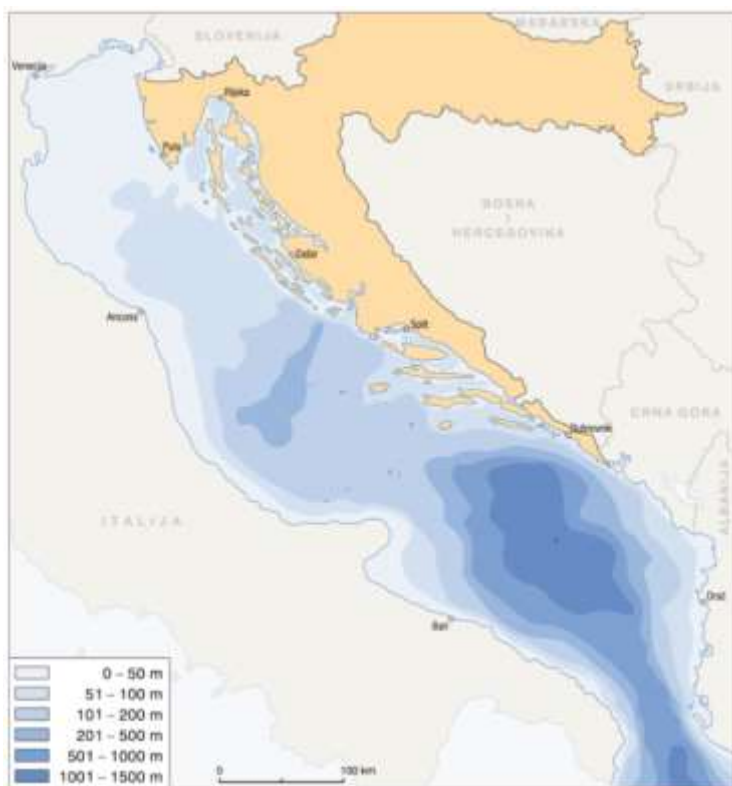 MAĐARSKA
SLOVENIJA
Venecija
Rijeka
SRBIJA
Pula
BOSNA
I
HERCEGOVINA
Zadar
Ancona
Split
CRNA GORA
Dubrovnik
ALBANIJA
ITALIJA
Drač
Bari
0 – 50 m
51 – 100 m
101 – 200 m
201 – 500 m
501 – 1000 m
1001 – 1500 m
0 100 km